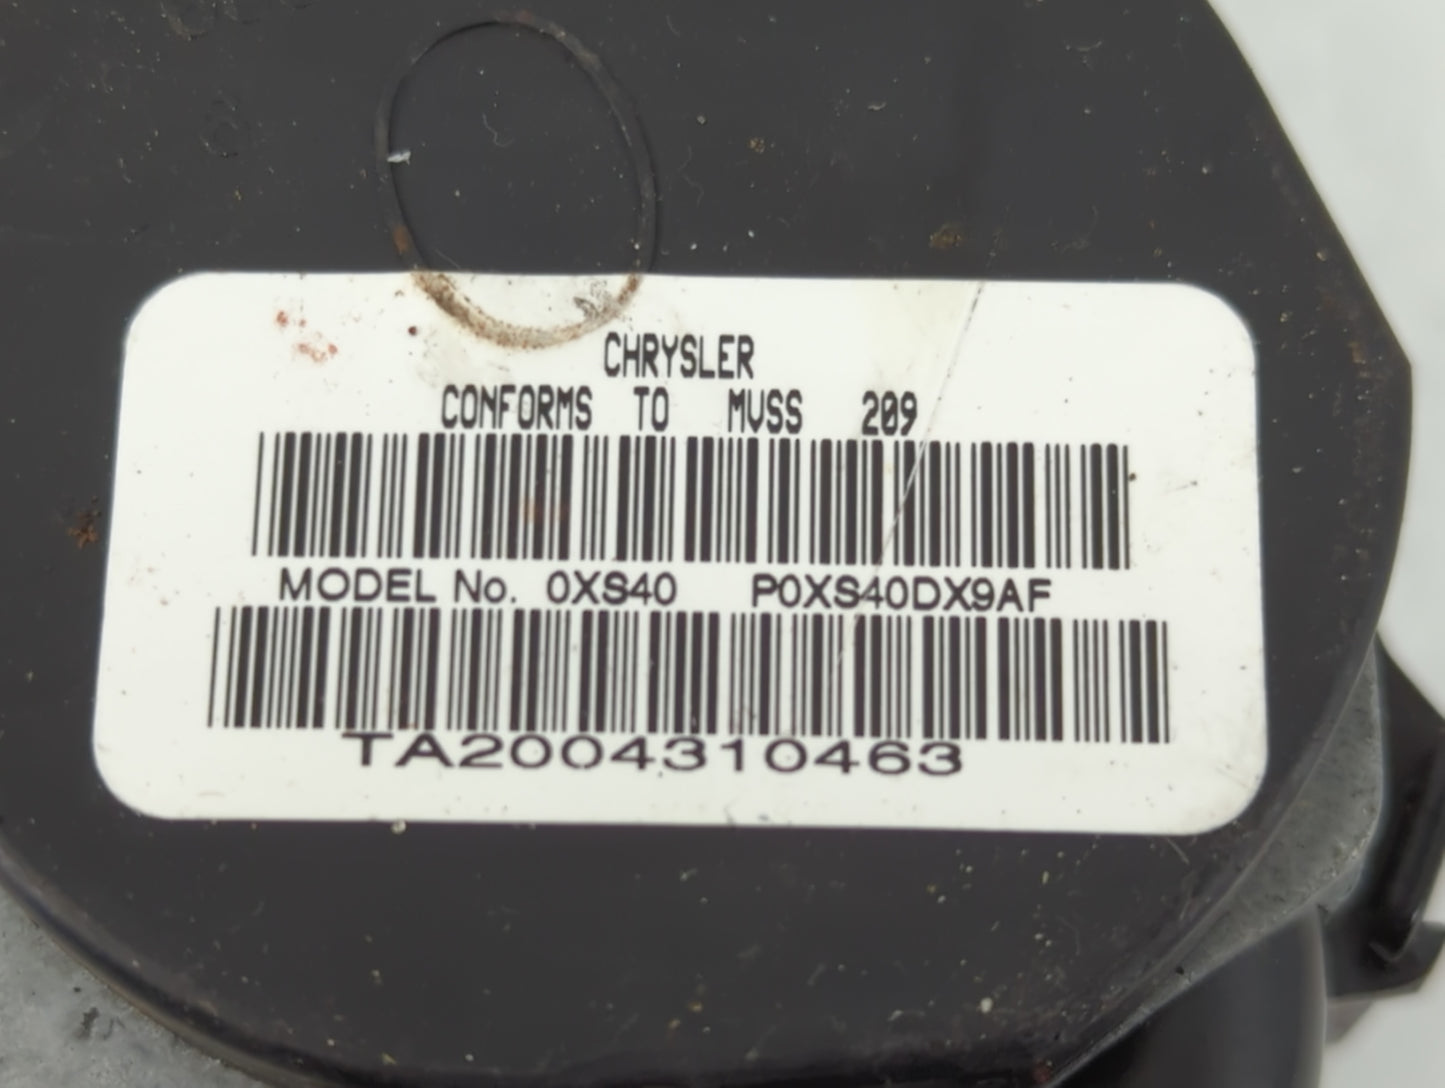 CHRYSLER
CONFORMS TO MVSS 209
MODEL No. 0XS40 P0XS40DX9AF
TA2004310463